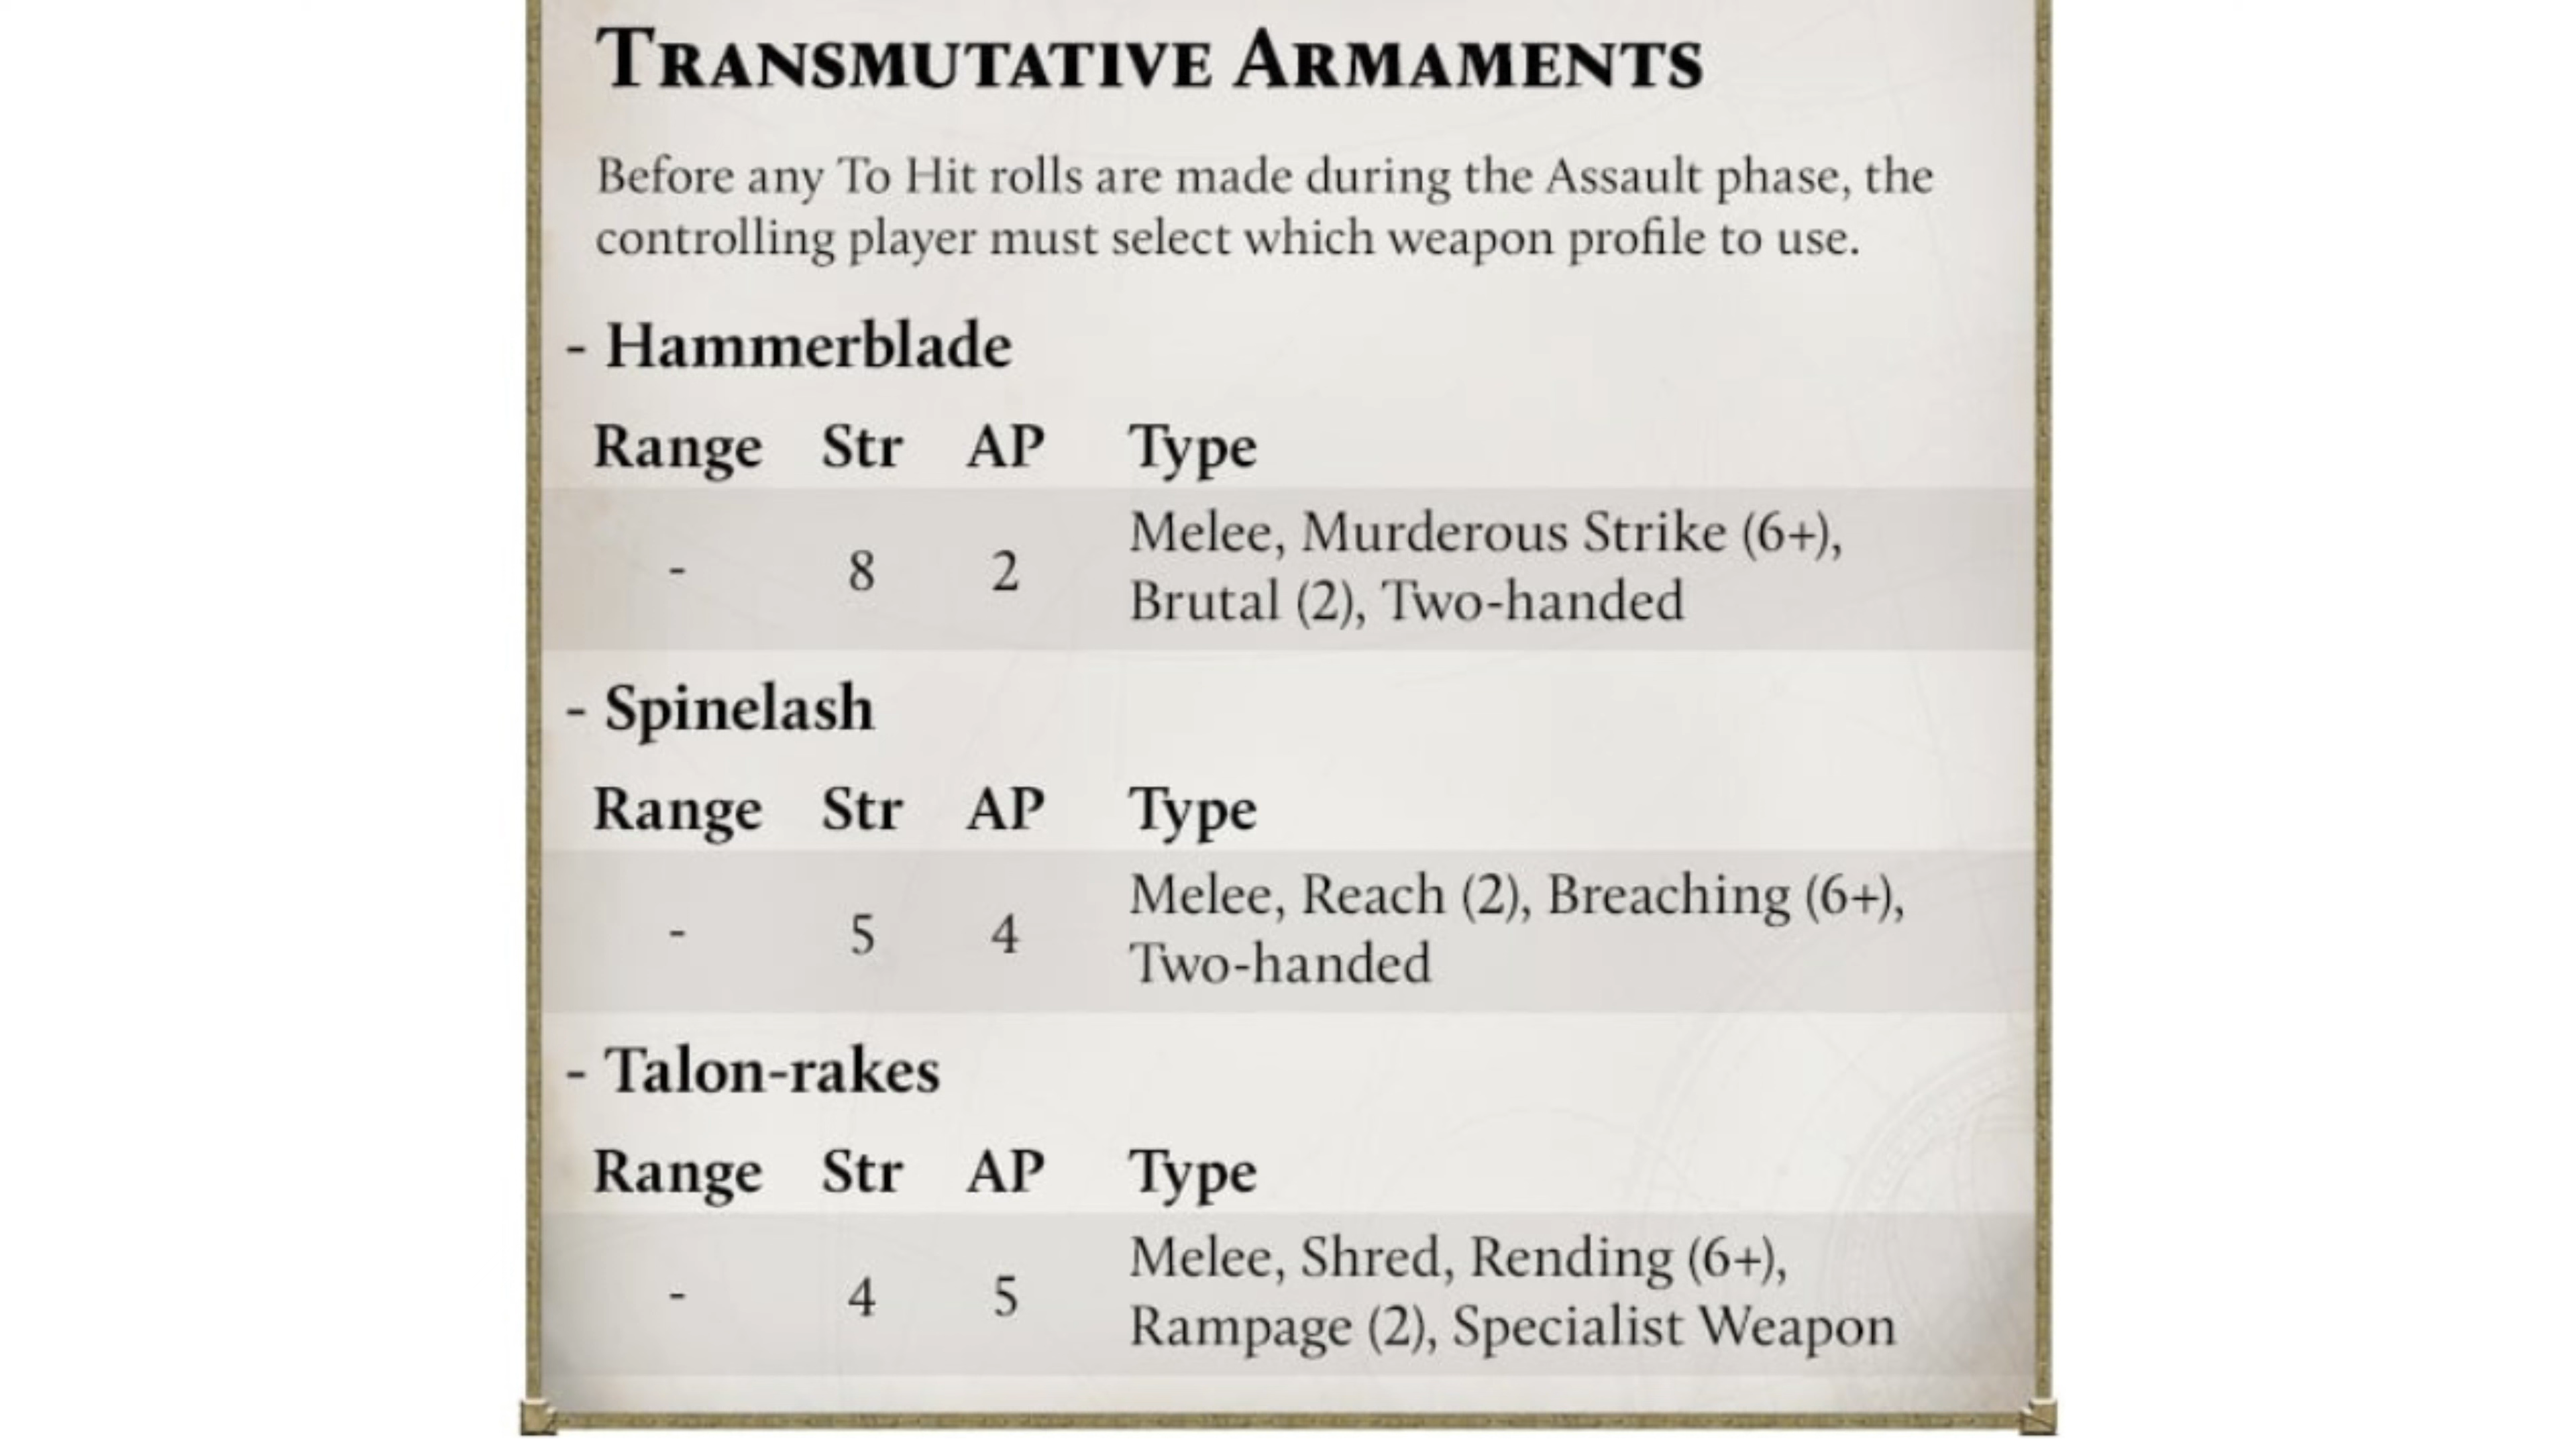 TRANSMUTATIVE ARMAMENTS
Before any To Hit rolls are made during the Assault phase, the
controlling player must select which weapon profile to use.
- Hammerblade
Range Str AP Type
- 8 2 Melee, Murderous Strike (6+),
Brutal (2), Two-handed
- Spinelash
Range Str AP Type
- 5 4 Melee, Reach (2), Breaching (6+),
Two-handed
- Talon-rakes
Range Str AP Type
- 4 5 Melee, Shred, Rending (6+),
Rampage (2), Specialist Weapon